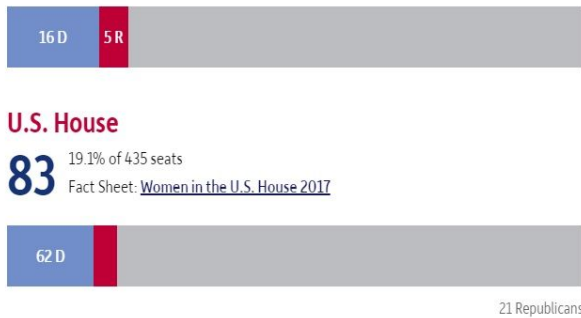 16 D 5 R
U.S. House
83
19.1% of 435 seats
Fact Sheet: Women in the U.S. House 2017
62 D
21 Republicans